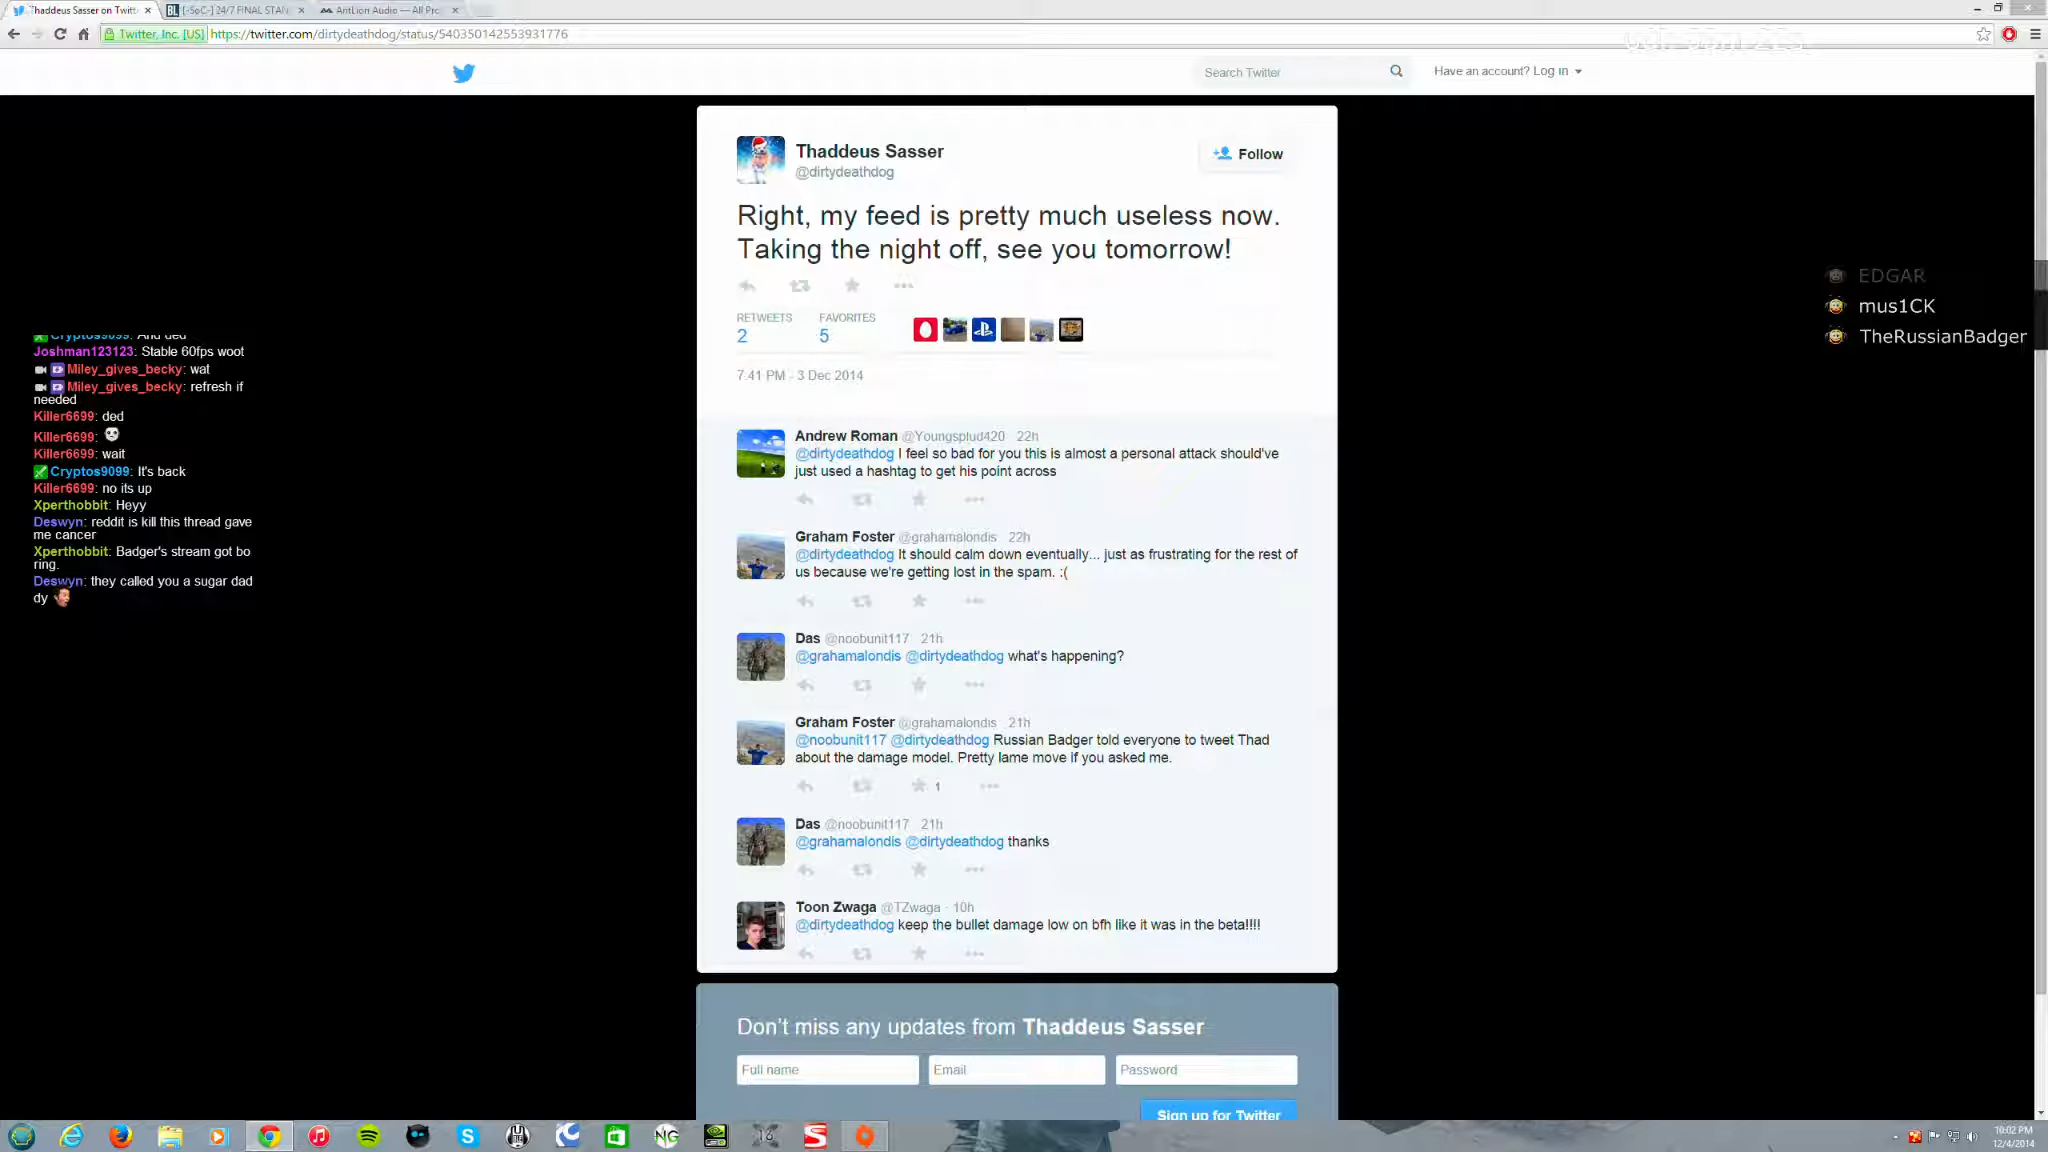 Thaddeus Sasser on Twitt
[-SoC-] 24/7 FINAL STAN
AntLion Audio — All Pro
Twitter, Inc. [US] https://twitter.com/dirtydeathdog/status/540350142553931776
Search Twitter
Have an account? Log in
Thaddeus Sasser
@dirtydeathdog
Follow
Right, my feed is pretty much useless now.
Taking the night off, see you tomorrow!
RETWEETS FAVORITES
2 5
7:41 PM - 3 Dec 2014
Andrew Roman @Youngsplud420 22h
@dirtydeathdog I feel so bad for you this is almost a personal attack should've
just used a hashtag to get his point across
Graham Foster @grahamalondis 22h
@dirtydeathdog It should calm down eventually... just as frustrating for the rest of
us because we're getting lost in the spam. :(
Das @noobunit117 21h
@grahamalondis @dirtydeathdog what's happening?
Graham Foster @grahamalondis 21h
@noobunit117 @dirtydeathdog Russian Badger told everyone to tweet Thad
about the damage model. Pretty lame move if you asked me.
1
Das @noobunit117 21h
@grahamalondis @dirtydeathdog thanks
Toon Zwaga @TZwaga · 10h
@dirtydeathdog keep the bullet damage low on bfh like it was in the beta!!!!
Don't miss any updates from Thaddeus Sasser
Full name
Email
Password
Sign up for Twitter
Cryptos9099: And ded
Joshman123123: Stable 60fps woot
Miley_gives_becky: wat
Miley_gives_becky: refresh if
needed
Killer6699: ded
Killer6699:
Killer6699: wait
Cryptos9099: It's back
Killer6699: no its up
Xperthobbit: Heyy
Deswyn: reddit is kill this thread gave
me cancer
Xperthobbit: Badger's stream got bo
ring.
Deswyn: they called you a sugar dad
dy
EDGAR
mus1CK
TheRussianBadger
10:02 PM
12/4/2014